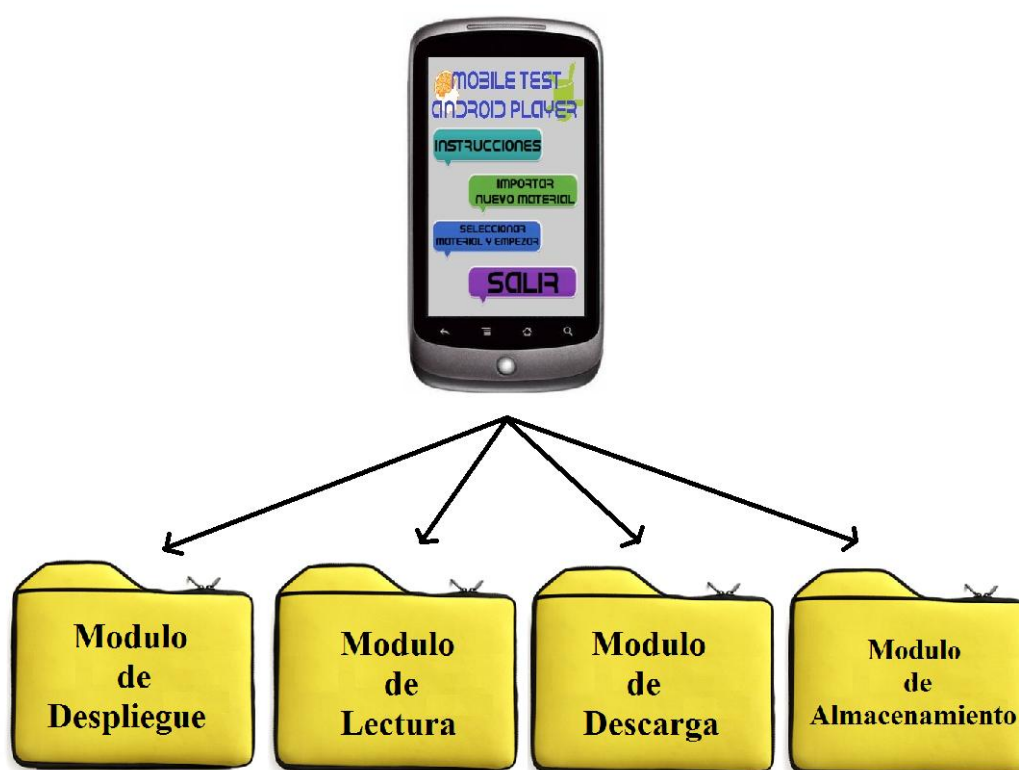 MOBILE TEST
ANDROID PLAYER
INSTRUCCIONES
IMPORTAR
NUEVO MATERIAL
SELECCIONAR
MATERIAL Y EMPEZAR
SALIR
Modulo
de
Despliegue
Modulo
de
Lectura
Modulo
de
Descarga
Modulo
de
Almacenamiento